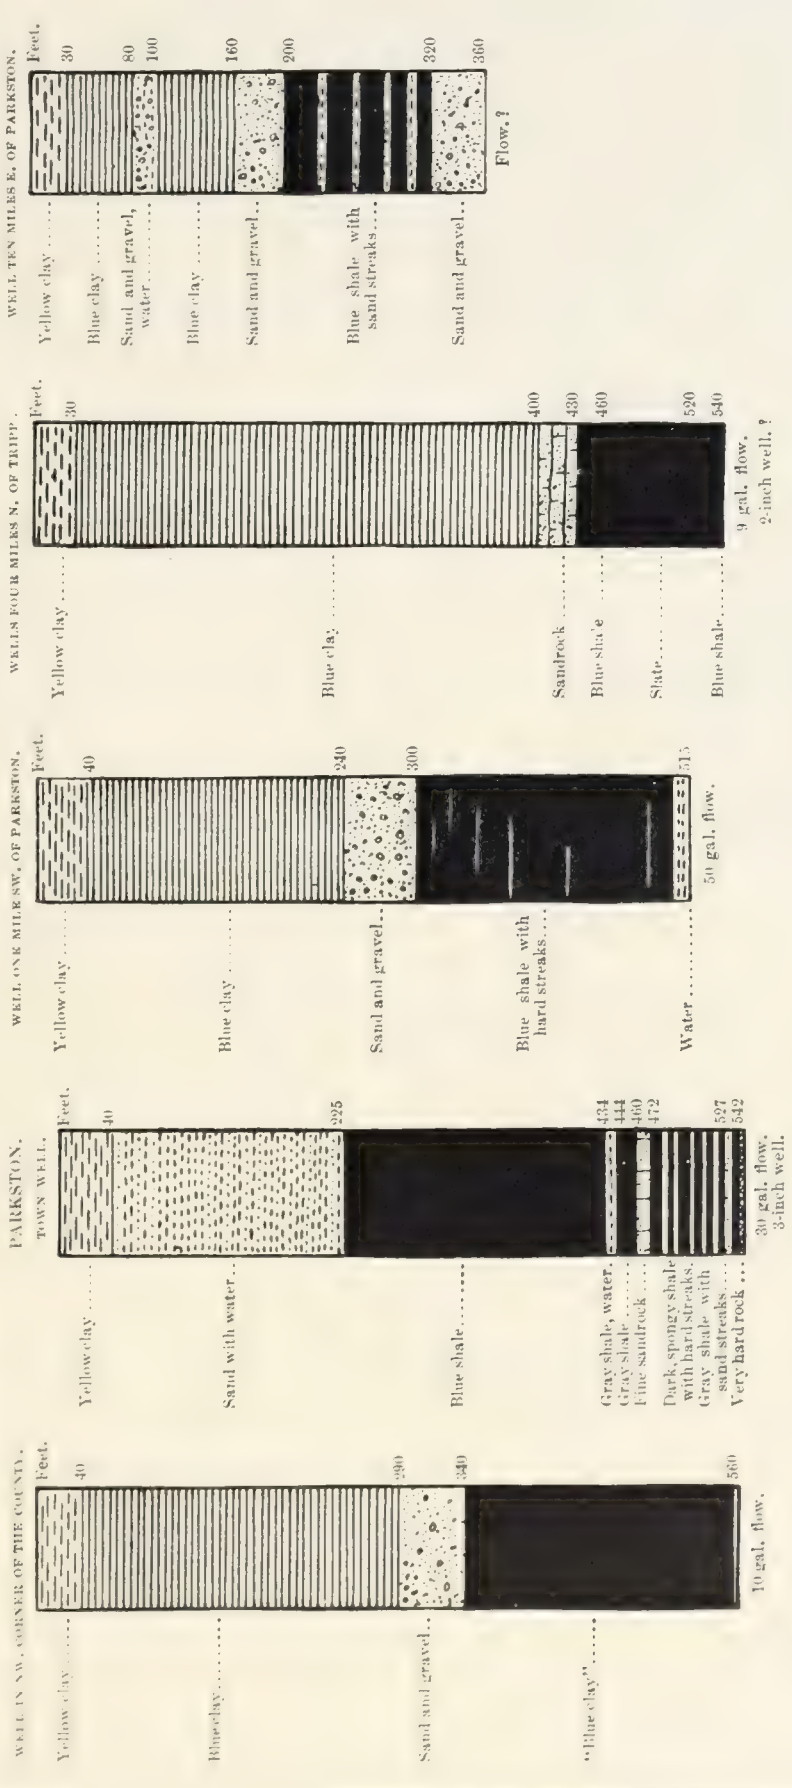 WELL IN NW. CORNER OF THE COUNTY.
Feet.
Yellow clay
40
Blue clay
290
Sand and gravel
340
"Blue clay"
560
10 gal. flow.
PARKSTON.
TOWN WELL.
Feet.
Yellow clay
40
Sand with water
225
Blue shale
434
Gray shale, water.
444
Gray shale
460
Fine sandrock
472
Dark, spongy shale
with hard streaks.
Gray shale with
sand streaks
527
Very hard rock
542
30 gal. flow.
3-inch well.
WELL ONE MILE SW. OF PARKSTON.
Feet.
Yellow clay
40
Blue clay
240
Sand and gravel
300
Blue shale with
hard streaks
Water
515
50 gal. flow.
WELLS FOUR MILES N. OF TRIPP.
Feet.
Yellow clay
30
Blue clay
400
Sandrock
430
Blue shale
460
Slate
520
Blue shale
540
9 gal. flow.
2-inch well.?
WELL TEN MILES E. OF PARKSTON.
Feet.
Yellow clay
30
Blue clay
80
Sand and gravel,
water
100
Blue clay
160
Sand and gravel
200
Blue shale with
sand streaks
320
Sand and gravel
360
Flow.?